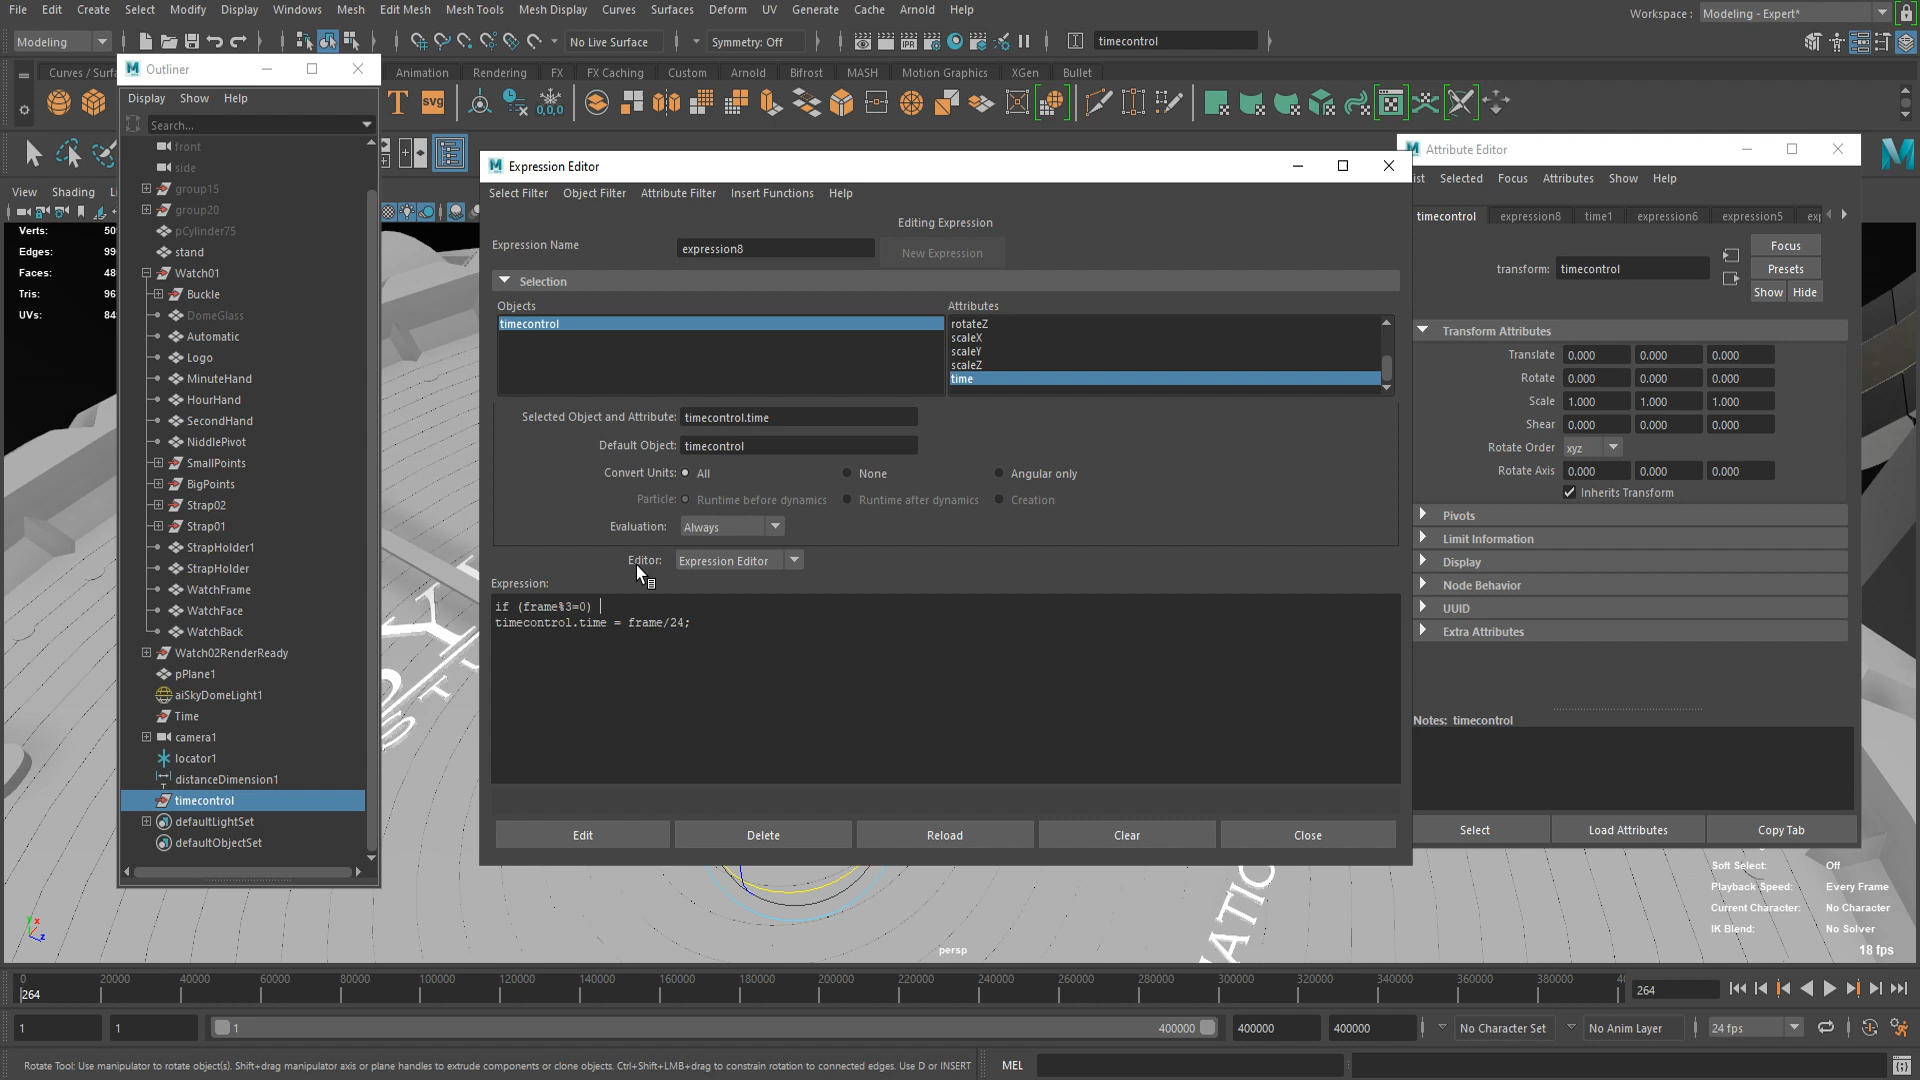 File Edit Create Select Modify Display Windows Mesh Edit Mesh Mesh Tools Mesh Display Curves Surfaces Deform UV Generate Cache Arnold Help
Workspace : Modeling - Expert*
Modeling
No Live Surface
Symmetry: Off
timecontrol
Curves / Surfa
Animation Rendering FX FX Caching Custom Arnold Bifrost MASH Motion Graphics XGen Bullet
Outliner
Display Show Help
Search...
front
side
group15
group20
pCylinder75
stand
Watch01
Buckle
DomeGlass
Automatic
Logo
MinuteHand
HourHand
SecondHand
NiddlePivot
SmallPoints
BigPoints
Strap02
Strap01
StrapHolder1
StrapHolder
WatchFrame
WatchFace
WatchBack
Watch02RenderReady
pPlane1
aiSkyDomeLight1
Time
camera1
locator1
distanceDimension1
timecontrol
defaultLightSet
defaultObjectSet
View Shading
Verts: 50
Edges: 99
Faces: 48
Tris: 96
UVs: 84
Expression Editor
Select Filter Object Filter Attribute Filter Insert Functions Help
Editing Expression
Expression Name expression8 New Expression
Selection
Objects Attributes
timecontrol
rotateZ
scaleX
scaleY
scaleZ
time
Selected Object and Attribute: timecontrol.time
Default Object: timecontrol
Convert Units: All None Angular only
Particle: Runtime before dynamics Runtime after dynamics Creation
Evaluation: Always
Editor: Expression Editor
Expression:
if (frame%3=0)
timecontrol.time = frame/24;
Edit Delete Reload Clear Close
Attribute Editor
ist Selected Focus Attributes Show Help
timecontrol expression8 time1 expression6 expression5 exp
Focus
transform: timecontrol
Presets
Show Hide
Transform Attributes
Translate 0.000 0.000 0.000
Rotate 0.000 0.000 0.000
Scale 1.000 1.000 1.000
Shear 0.000 0.000 0.000
Rotate Order xyz
Rotate Axis 0.000 0.000 0.000
Inherits Transform
Pivots
Limit Information
Display
Node Behavior
UUID
Extra Attributes
Notes: timecontrol
Select Load Attributes Copy Tab
Soft Select: Off
Playback Speed: Every Frame
Current Character: No Character
IK Blend: No Solver
18 fps
persp
0 20000 40000 60000 80000 100000 120000 140000 160000 180000 200000 220000 240000 260000 280000 300000 320000 340000 360000 380000
264
264
1 1 1 400000 400000 400000 No Character Set No Anim Layer 24 fps
Rotate Tool: Use manipulator to rotate object(s). Shift+drag manipulator axis or plane handles to extrude components or clone objects. Ctrl+Shift+LMB+drag to constrain rotation to connected edges. Use D or INSERT
MEL